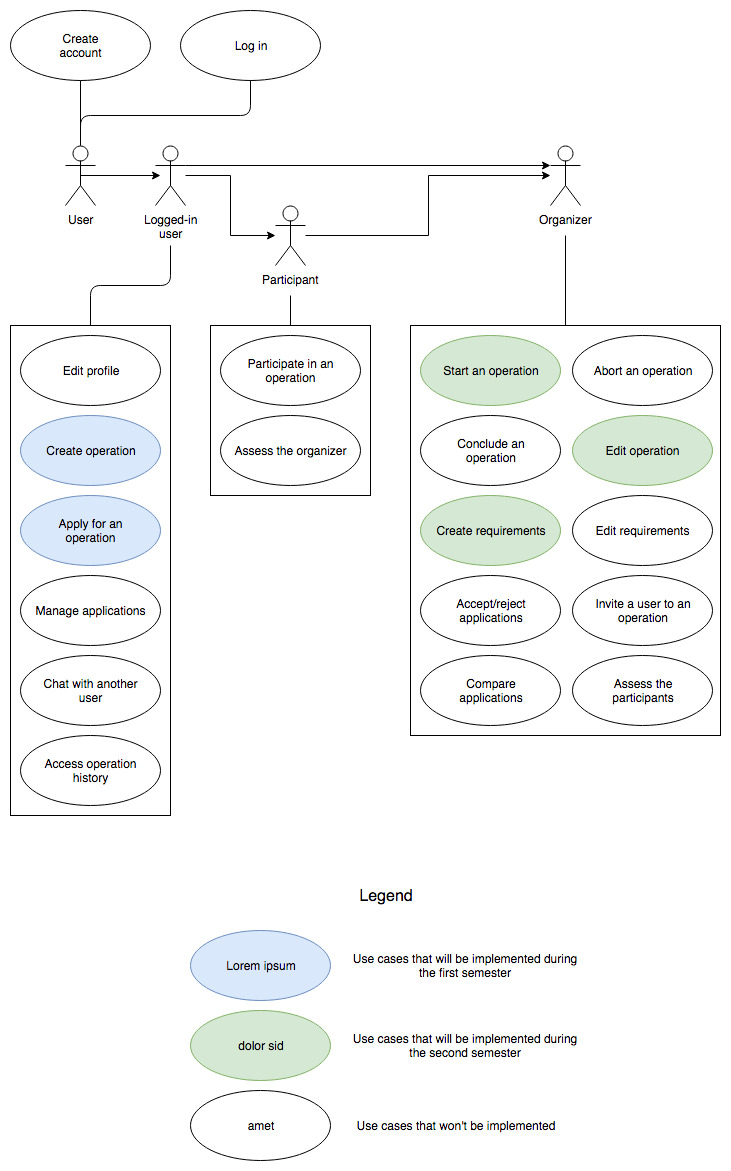 Create
account
Log in
User
Logged-in
user
Participant
Organizer
Edit profile
Create operation
Apply for an
operation
Manage applications
Chat with another
user
Access operation
history
Participate in an
operation
Assess the organizer
Start an operation
Abort an operation
Conclude an
operation
Edit operation
Create requirements
Edit requirements
Accept/reject
applications
Invite a user to an
operation
Compare
applications
Assess the
participants
Legend
Lorem ipsum
Use cases that will be implemented during
the first semester
dolor sid
Use cases that will be implemented during
the second semester
amet
Use cases that won't be implemented